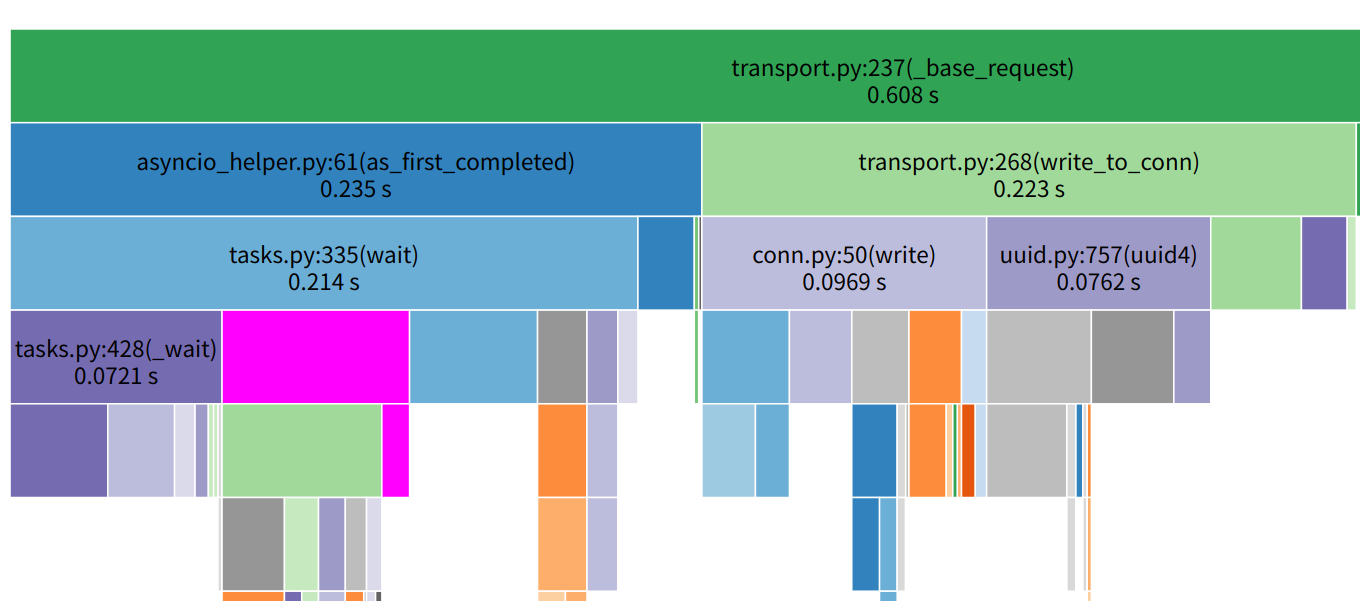 transport.py:237(_base_request)
0.608 s
asyncio_helper.py:61(as_first_completed)
0.235 s
transport.py:268(write_to_conn)
0.223 s
tasks.py:335(wait)
0.214 s
conn.py:50(write)
0.0969 s
uuid.py:757(uuid4)
0.0762 s
tasks.py:428(_wait)
0.0721 s